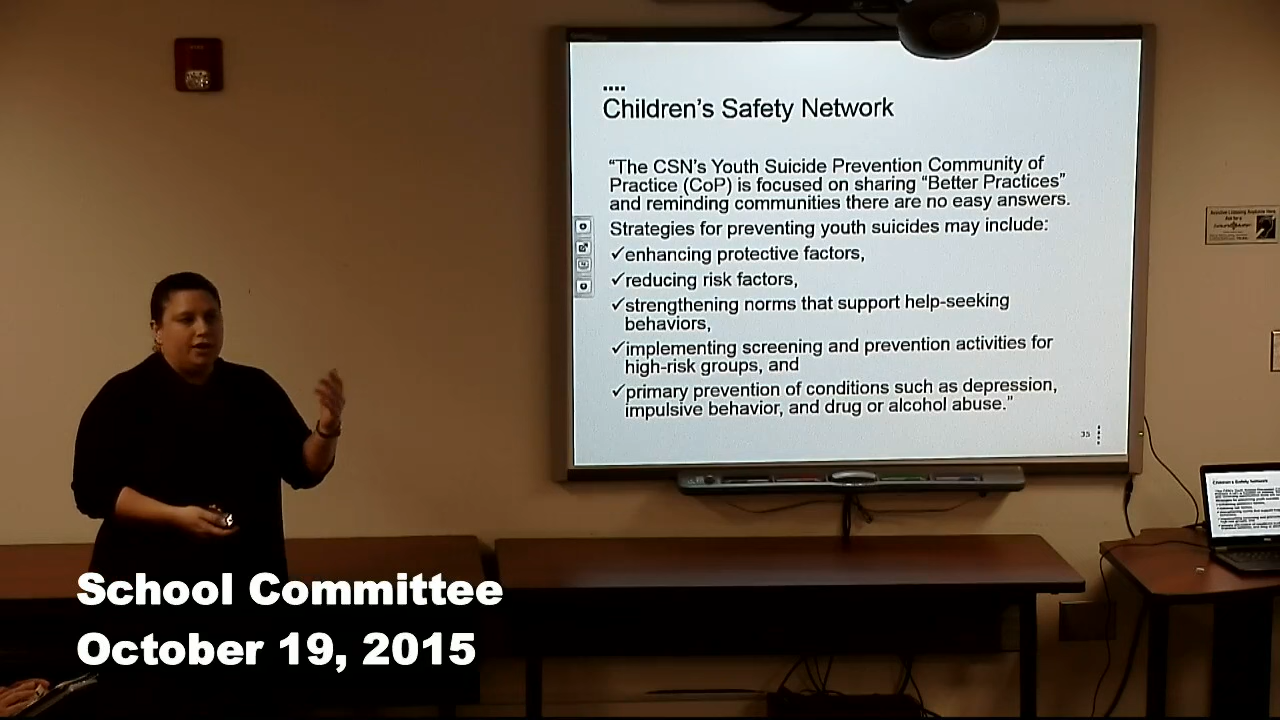 Children's Safety Network
“The CSN's Youth Suicide Prevention Community of
Practice (CoP) is focused on sharing “Better Practices”
and reminding communities there are no easy answers.
Strategies for preventing youth suicides may include:
✓enhancing protective factors,
✓reducing risk factors,
✓strengthening norms that support help-seeking
behaviors,
✓implementing screening and prevention activities for
high-risk groups, and
✓primary prevention of conditions such as depression,
impulsive behavior, and drug or alcohol abuse.”
35
Children's Safety Network
School Committee
October 19, 2015